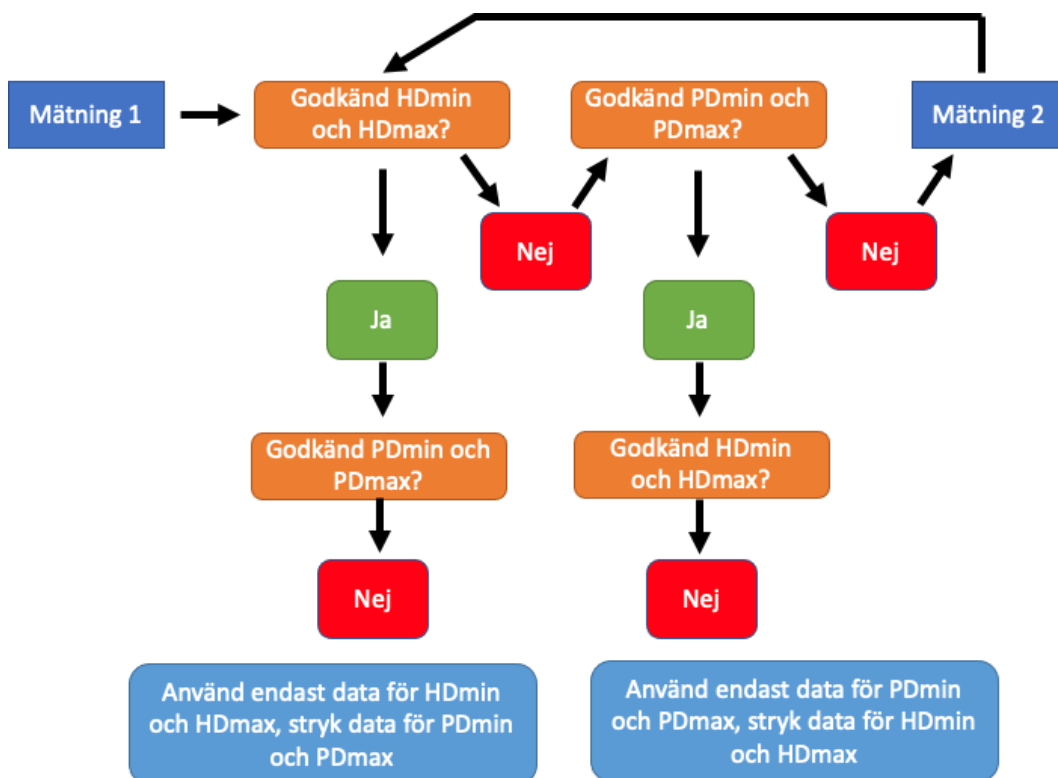 Mätning 1
Godkänd HDmin
och HDmax?
Godkänd PDmin och
PDmax?
Mätning 2
Nej
Nej
Ja
Ja
Godkänd PDmin och
PDmax?
Godkänd HDmin
och HDmax?
Nej
Nej
Använd endast data för HDmin
och HDmax, stryk data för PDmin
och PDmax
Använd endast data för PDmin
och PDmax, stryk data för HDmin
och HDmax